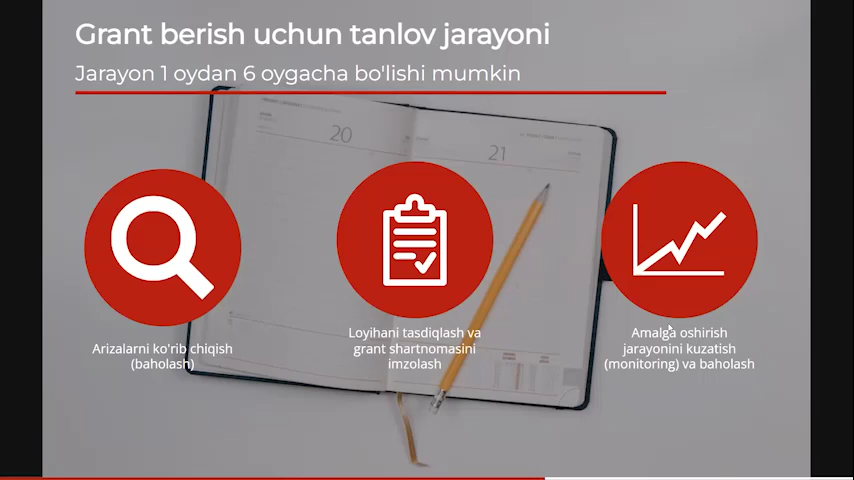 Grant berish uchun tanlov jarayoni
Jarayon 1 oydan 6 oygacha bo'lishi mumkin
20
21
Arizalarni ko'rib chiqish
(baholash)
Loyihani tasdiqlash va
grant shartnomasini
imzolash
Amalga oshirish
jarayonini kuzatish
(monitoring) va baholash